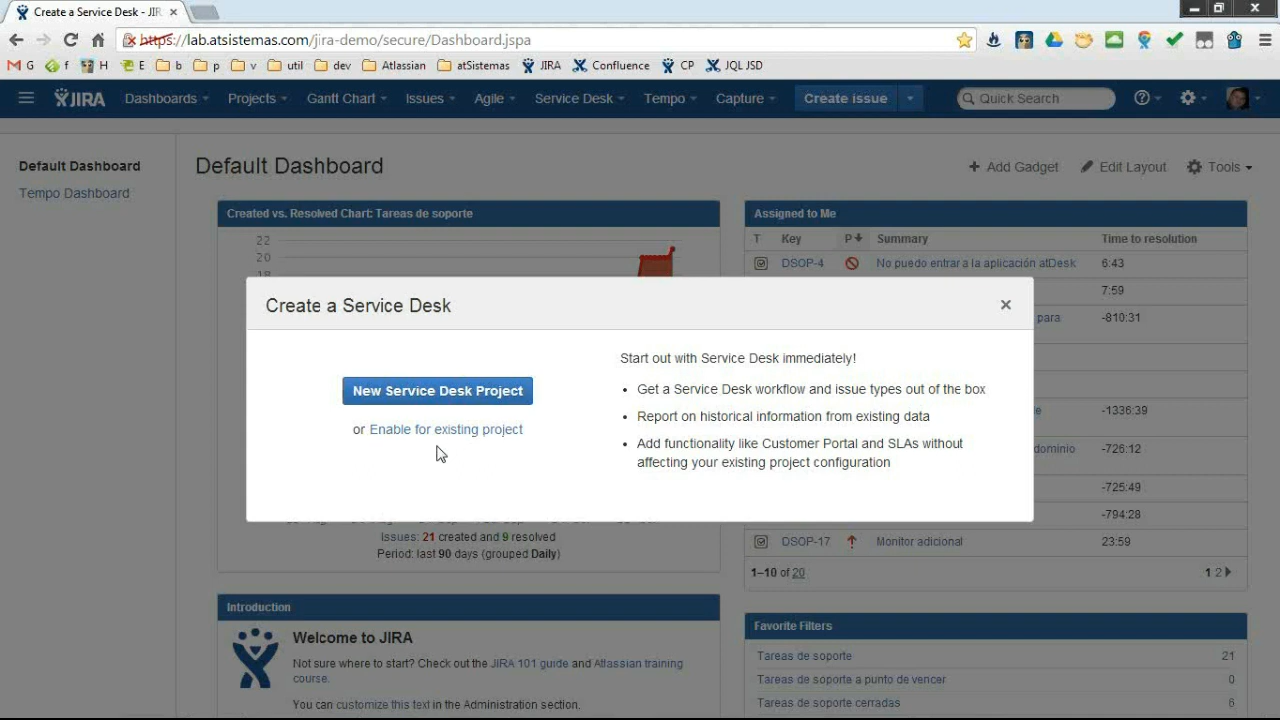 Create a Service Desk - JIR
https://lab.atsistemas.com/jira-demo/secure/Dashboard.jspa
G f H E b p v util dev Atlassian atSistemas JIRA Confluence CP JQL JSD
JIRA Dashboards Projects Gantt Chart Issues Agile Service Desk Tempo Capture Create issue Quick Search
Default Dashboard
Tempo Dashboard
Default Dashboard
Add Gadget Edit Layout Tools
Created vs. Resolved Chart: Tareas de soporte
22
20
18
Assigned to Me
T Key P Summary Time to resolution
DSOP-4 No puedo entrar a la aplicación atDesk 6:43
7:59
para -810:31
-1336:39
dominio -726:12
-725:49
-794:28
DSOP-17 Monitor adicional 23:59
1–10 of 20 1 2
Create a Service Desk
New Service Desk Project
or Enable for existing project
Start out with Service Desk immediately!
• Get a Service Desk workflow and issue types out of the box
• Report on historical information from existing data
• Add functionality like Customer Portal and SLAs without
affecting your existing project configuration
Issues: 21 created and 9 resolved
Period: last 90 days (grouped Daily)
Introduction
Welcome to JIRA
Not sure where to start? Check out the JIRA 101 guide and Atlassian training
course.
You can customize this text in the Administration section.
Favorite Filters
Tareas de soporte 21
Tareas de soporte a punto de vencer 0
Tareas de soporte cerradas 6